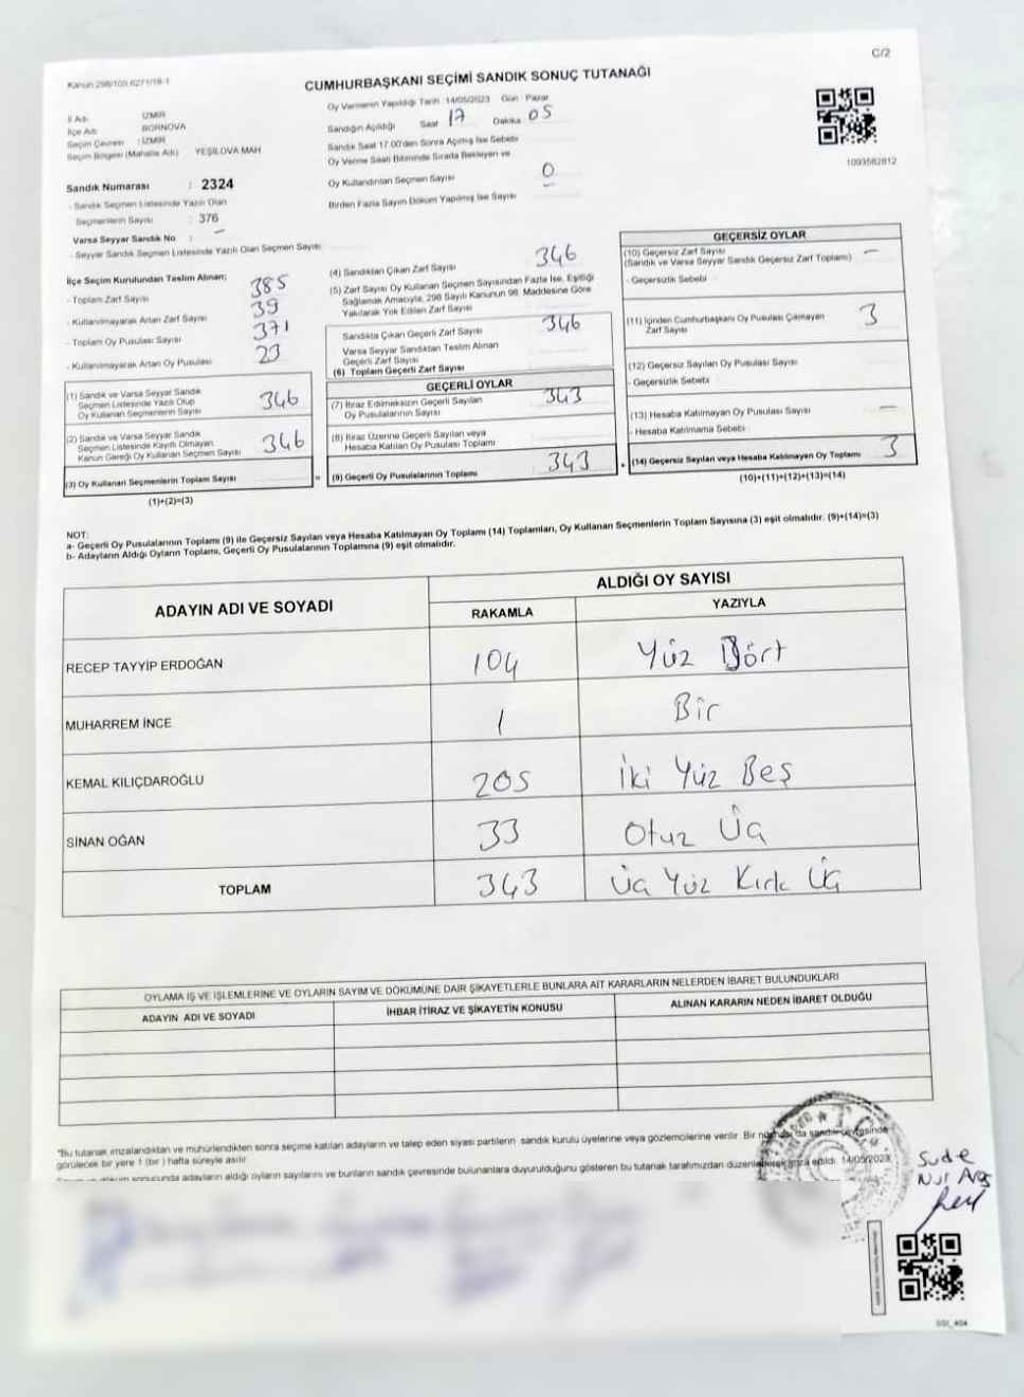 C/2
Kanun 298/105.6271/18-1
CUMHURBAŞKANI SEÇİMİ SANDIK SONUÇ TUTANAĞI
İl Adı : İZMİR
İlçe Adı : BORNOVA
Seçim Çevresi : İZMİR
Seçim Bölgesi (Mahalle Adı) YEŞİLOVA MAH
Sandık Numarası : 2324
- Sandık Seçmen Listesinde Yazılı Olan
Seçmenlerin Sayısı : 376
Varsa Seyyar Sandık No : -
- Seyyar Sandık Seçmen Listesinde Yazılı Olan Seçmen Sayısı
Oy Vermenin Yapıldığı Tarih : 14/05/2023 Gün : Pazar
Sandığın Açıldığı Saat 17 Dakika 05
Sandık Saat 17.00'den Sonra Açılmış İse Sebebi
Oy Verme Saati Bitiminde Sırada Bekleyen ve
Oy Kullandırılan Seçmen Sayısı 0
Birden Fazla Sayım Döküm Yapılmış İse Sayısı -
1093582812
İlçe Seçim Kurulundan Teslim Alınan;
- Toplam Zarf Sayısı 385
- Kullanılmayarak Artan Zarf Sayısı 39
- Toplam Oy Pusulası Sayısı 371
- Kullanılmayarak Artan Oy Pusulası 23
(1) Sandık ve Varsa Seyyar Sandık
Seçmen Listesinde Yazılı Olup
Oy Kullanan Seçmenlerin Sayısı 346
(2) Sandık ve Varsa Seyyar Sandık
Seçmen Listesinde Kayıtlı Olmayan
Kanun Gereği Oy Kullanan Seçmen Sayısı 346
(3) Oy Kullanan Seçmenlerin Toplam Sayısı
(1)+(2)=(3)
(4) Sandıktan Çıkan Zarf Sayısı 346
(5) Zarf Sayısı Oy Kullanan Seçmen Sayısından Fazla İse, Eşitliği
Sağlamak Amacıyla, 298 Sayılı Kanunun 98. Maddesine Göre
Yakılarak Yok Edilen Zarf Sayısı
Sandıkta Çıkan Geçerli Zarf Sayısı 346
Varsa Seyyar Sandıktan Teslim Alınan
Geçerli Zarf Sayısı
(6) Toplam Geçerli Zarf Sayısı
GEÇERLİ OYLAR
(7) İtiraz Edilmeksizin Geçerli Sayılan
Oy Pusulalarının Sayısı 343
(8) İtiraz Üzerine Geçerli Sayılan veya
Hesaba Katılan Oy Pusulası Toplamı
= (9) Geçerli Oy Pusulalarının Toplamı 343
GEÇERSİZ OYLAR
(10) Geçersiz Zarf Sayısı -
(Sandık ve Varsa Seyyar Sandık Geçersiz Zarf Toplamı)
- Geçersizlik Sebebi
(11) İçinden Cumhurbaşkanı Oy Pusulası Çıkmayan
Zarf Sayısı 3
(12) Geçersiz Sayılan Oy Pusulası Sayısı
- Geçersizlik Sebebi
(13) Hesaba Katılmayan Oy Pusulası Sayısı -
- Hesaba Katılmama Sebebi
+ (14) Geçersiz Sayılan veya Hesaba Katılmayan Oy Toplamı 3
(10)+(11)+(12)+(13)=(14)
NOT:
a- Geçerli Oy Pusulalarının Toplamı (9) ile Geçersiz Sayılan veya Hesaba Katılmayan Oy Toplamı (14) Toplamları, Oy Kullanan Seçmenlerin Toplam Sayısına (3) eşit olmalıdır. (9)+(14)=(3)
b- Adayların Aldığı Oyların Toplamı, Geçerli Oy Pusulalarının Toplamına (9) eşit olmalıdır.
ADAYIN ADI VE SOYADI
ALDIĞI OY SAYISI
RAKAMLA YAZIYLA
RECEP TAYYİP ERDOĞAN 104 Yüz Dört
MUHARREM İNCE 1 Bir
KEMAL KILIÇDAROĞLU 205 İki Yüz Beş
SİNAN OĞAN 33 Otuz Üç
TOPLAM 343 Üç Yüz Kırk Üç
OYLAMA İŞ VE İŞLEMLERİNE VE OYLARIN SAYIM VE DÖKÜMÜNE DAİR ŞİKAYETLERLE BUNLARA AİT KARARLARIN NELERDEN İBARET BULUNDUKLARI
ADAYIN ADI VE SOYADI İHBAR İTİRAZ VE ŞİKAYETİN KONUSU ALINAN KARARIN NEDEN İBARET OLDUĞU
*Bu tutanak imzalandıktan ve mühürlendikten sonra seçime katılan adayların ve talep eden siyasi partilerin sandık kurulu üyelerine veya gözlemcilerine verilir. Bir
görülecek bir yere 1 (bir) hafta süreyle asılır.
sonucunda adayların aldığı oyların sayılarını ve bunların sandık çevresinde bulunanlara duyurulduğunu gösteren bu tutanak tarafımızdan edildi. 14/05/2023
Sude
Nur